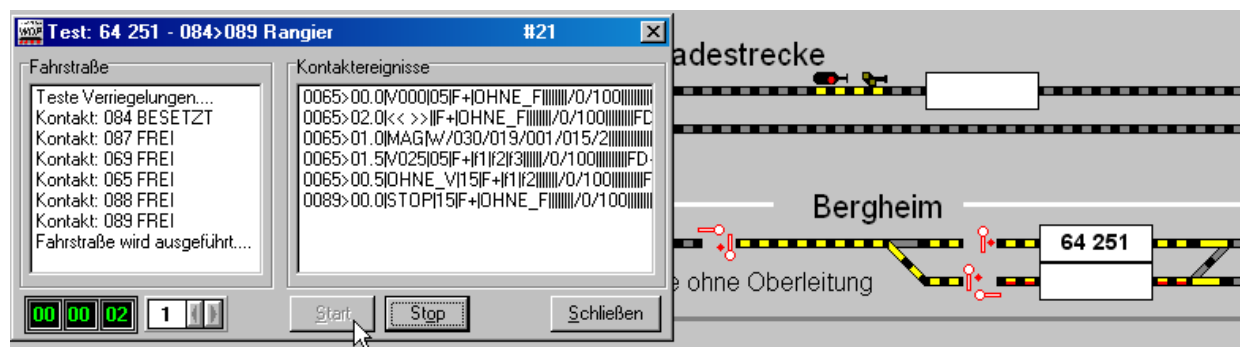 Test: 64 251 - 084>089 Rangier #21
Fahrstraße
Teste Verriegelungen....
Kontakt: 084 BESETZT
Kontakt: 087 FREI
Kontakt: 069 FREI
Kontakt: 065 FREI
Kontakt: 088 FREI
Kontakt: 089 FREI
Fahrstraße wird ausgeführt....
Kontaktereignisse
0065>00.0|V000|05|F+|OHNE_F|||||||/0/100||||||||
0065>02.0|<< >>||F+|OHNE_F|||||||/0/100|||||||||FD
0065>01.0|MAG|W/030/019/001/015/2||||||||||||||||
0065>01.5|V025|05|F+|f1|f2|f3|||||/0/100|||||||||FD-
0065>00.5|OHNE_V|15|F+|f1|f2||||||/0/100|||||||||F
0089>00.0|STOP|15|F+|OHNE_F|||||||/0/100|||||||
00 00 02
1
Start
Stop
Schließen
adestrecke
Bergheim
64 251
e ohne Oberleitung